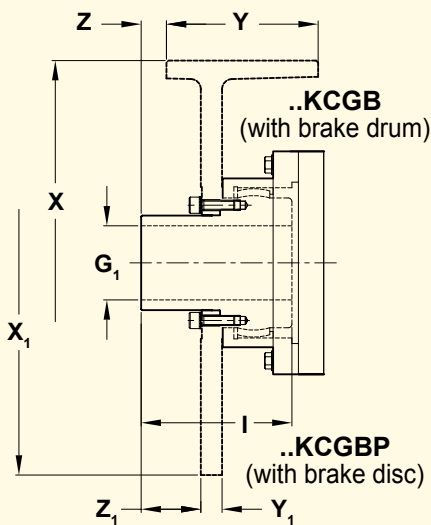 Z
Y
..KCGB
(with brake drum)
X
G₁
X₁
I
..KCGBP
(with brake disc)
Z₁
Y₁